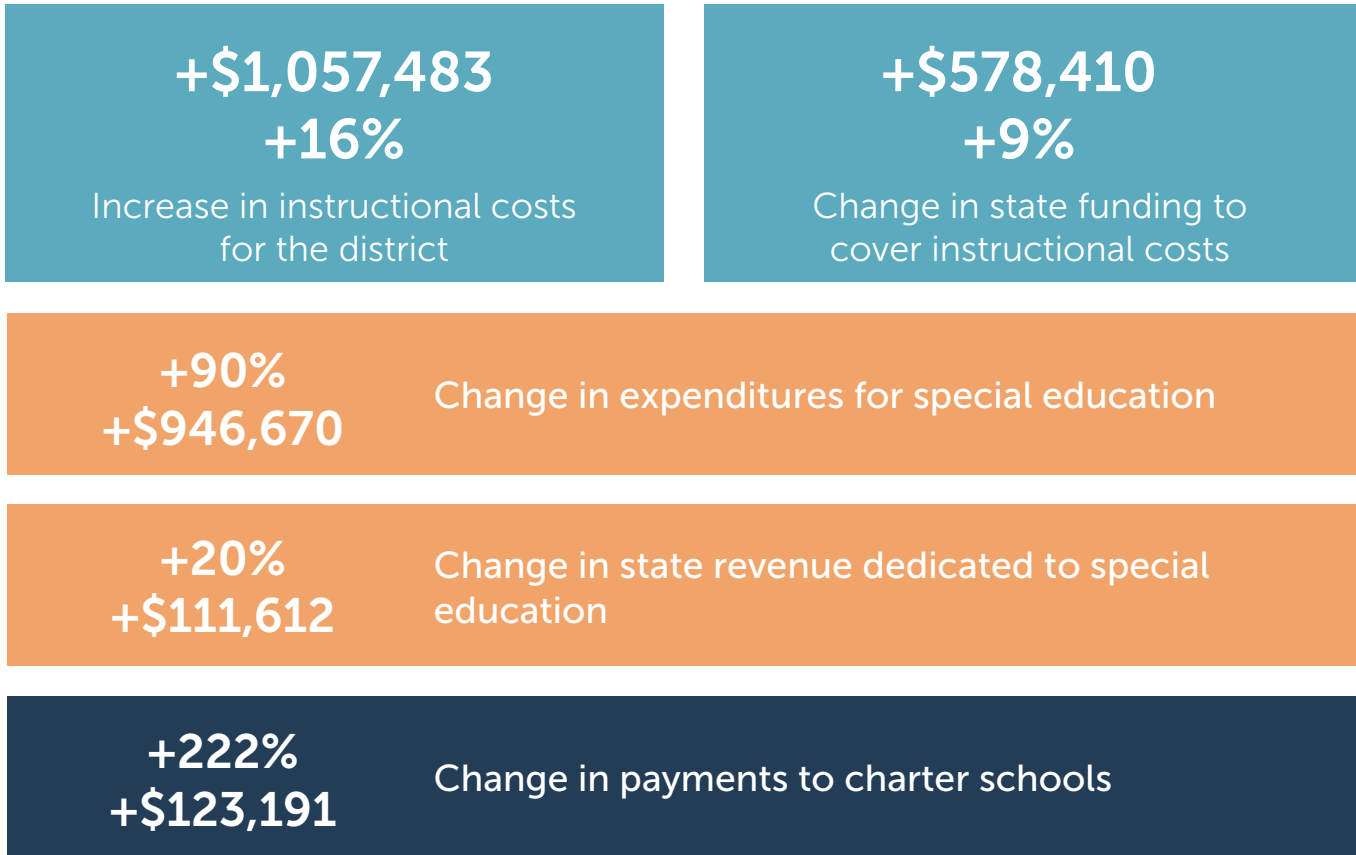 +$1,057,483
+16%
Increase in instructional costs
for the district
+$578,410
+9%
Change in state funding to
cover instructional costs
+90%
+$946,670
Change in expenditures for special education
+20%
+$111,612
Change in state revenue dedicated to special
education
+222%
+$123,191
Change in payments to charter schools